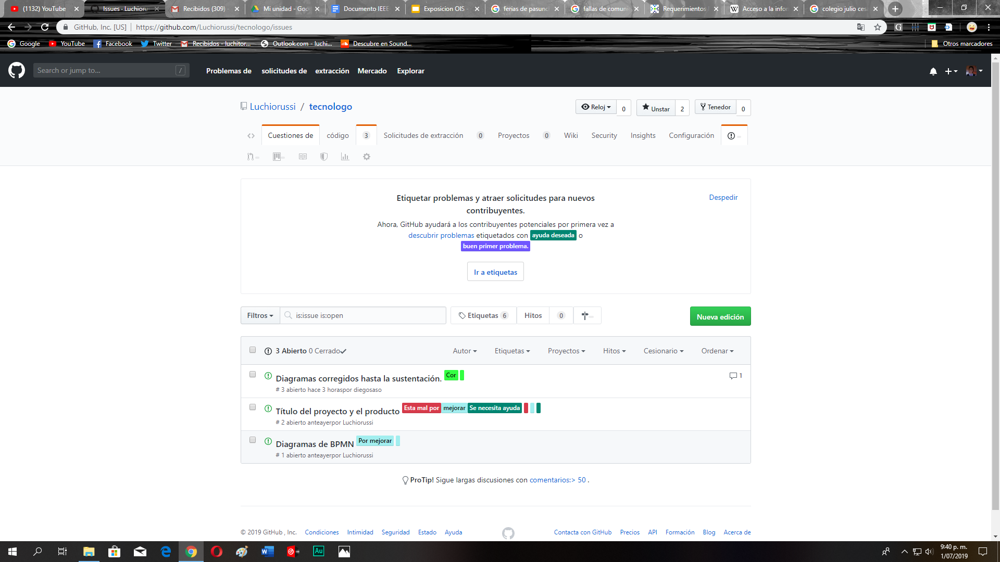 (1132) YouTube
Issues · Luchioru
Recibidos (309) -
Mi unidad - Goo
Documento IEEE
Exposicion OIS -
ferias de pasunci
fallas de comuni
Requerimientos
Acceso a la infor
colegio julio ces
GitHub, Inc. [US] https://github.com/Luchiorussi/tecnologo/issues
Google YouTube Facebook Twitter Recibidos - luchitor... Outlook.com - luchi... Descubre en Sound... Otros marcadores
Search or jump to... / Problemas de solicitudes de extracción Mercado Explorar
Luchiorussi / tecnologo Reloj 0 Unstar 2 Tenedor 0
Cuestiones de código 3 Solicitudes de extracción 0 Proyectos 0 Wiki Security Insights Configuración
Etiquetar problemas y atraer solicitudes para nuevos
contribuyentes.
Despedir
Ahora, GitHub ayudará a los contribuyentes potenciales por primera vez a
descubrir problemas etiquetados con ayuda deseada o
buen primer problema.
Ir a etiquetas
Filtros is:issue is:open Etiquetas 6 Hitos 0 Nueva edición
3 Abierto 0 Cerrado Autor Etiquetas Proyectos Hitos Cesionario Ordenar
Diagramas corregidos hasta la sustentación. Cor 1
# 3 abierto hace 3 horaspor diegosaso
Título del proyecto y el producto Esta mal por mejorar Se necesita ayuda
# 2 abierto anteayerpor Luchiorussi
Diagramas de BPMN Por mejorar
# 1 abierto anteayerpor Luchiorussi
ProTip! Sigue largas discusiones con comentarios:> 50 .
© 2019 GitHub , Inc. Condiciones Intimidad Seguridad Estado Ayuda Contacta con GitHub Precios API Formación Blog Acerca de
9:40 p. m.
1/07/2019